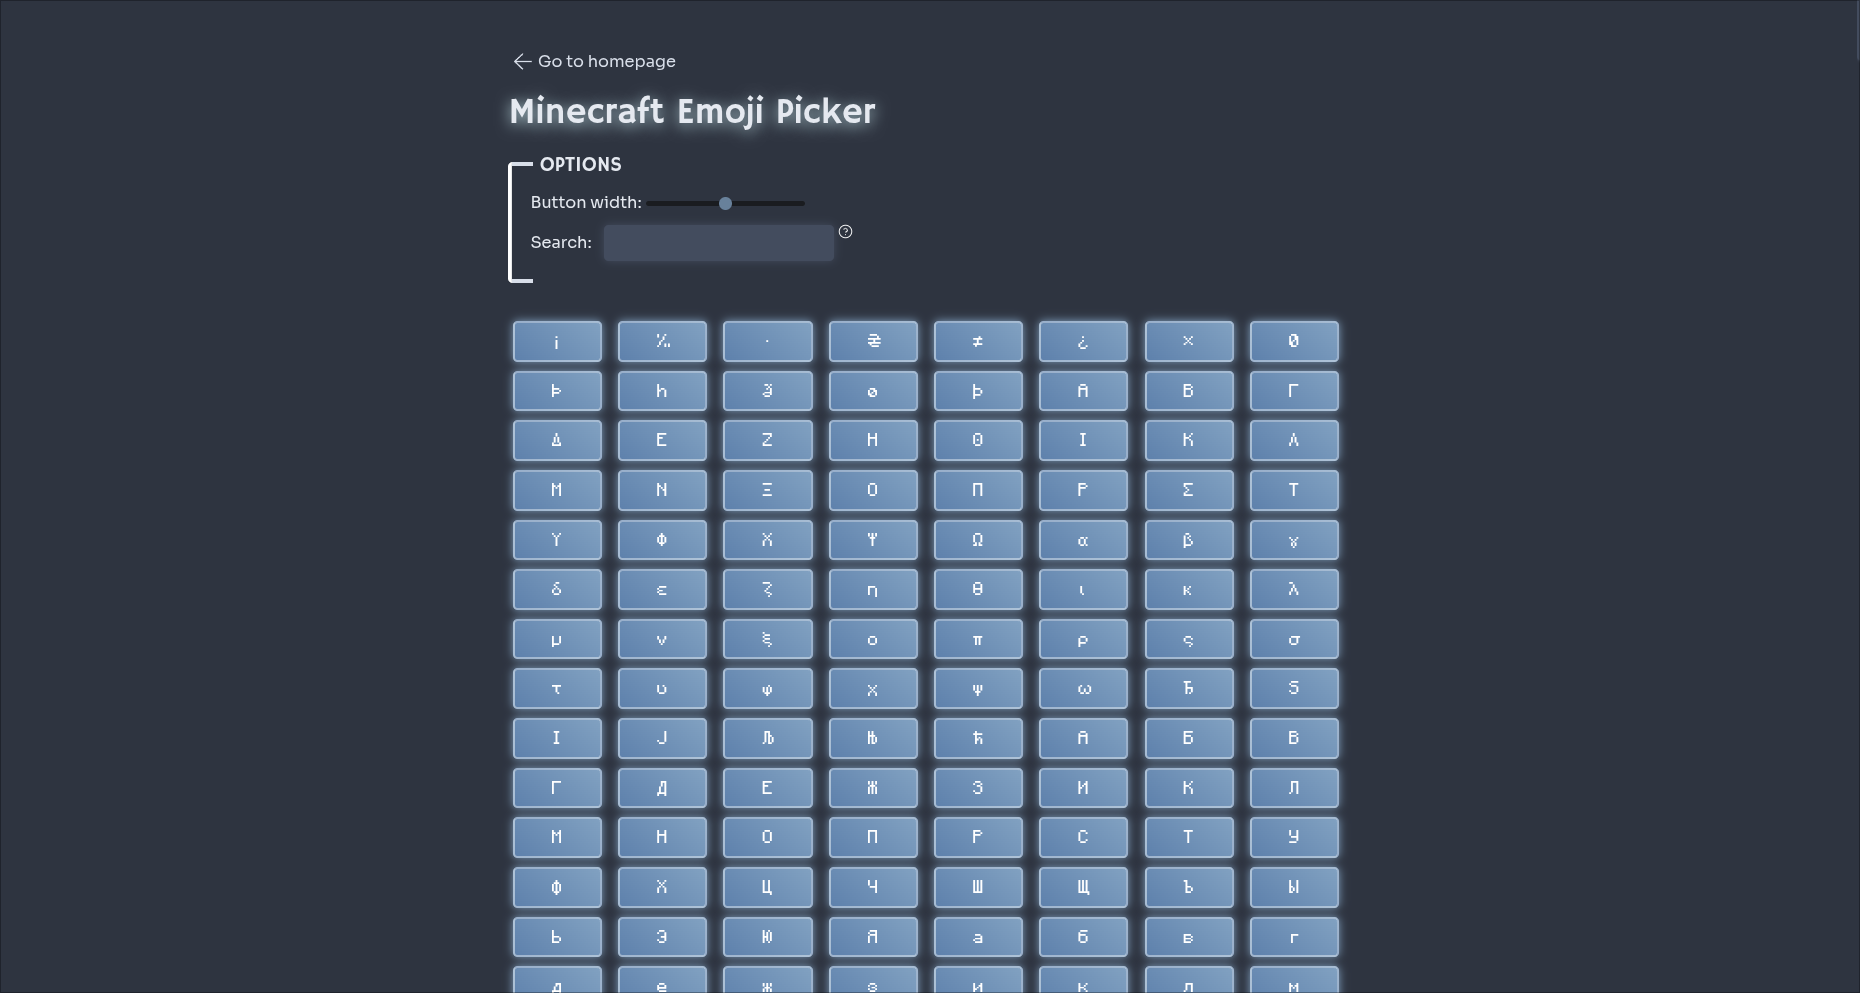 Go to homepage
Minecraft Emoji Picker
OPTIONS
Button width:
Search:
¡ ‰ · ≠ ¿ × Ø
Þ h ӟ ø þ Α Β Γ
Δ Ε Ζ Η Θ Ι Κ Λ
Μ Ν Ξ Ο Π Ρ Σ Τ
Υ Φ Χ Ψ Ω α β γ
δ ε ζ η θ ι κ λ
μ ν ξ ο π ρ ς σ
τ υ φ χ ψ ω Ђ Ѕ
І Ј Љ Њ Ћ А Б В
Г Д Е Ж З И К Л
М Н О П Р С Т У
Ф Х Ц Ч Ш Щ Ъ Ы
Ь Э Ю Я а б в г
д е ж з и к л м